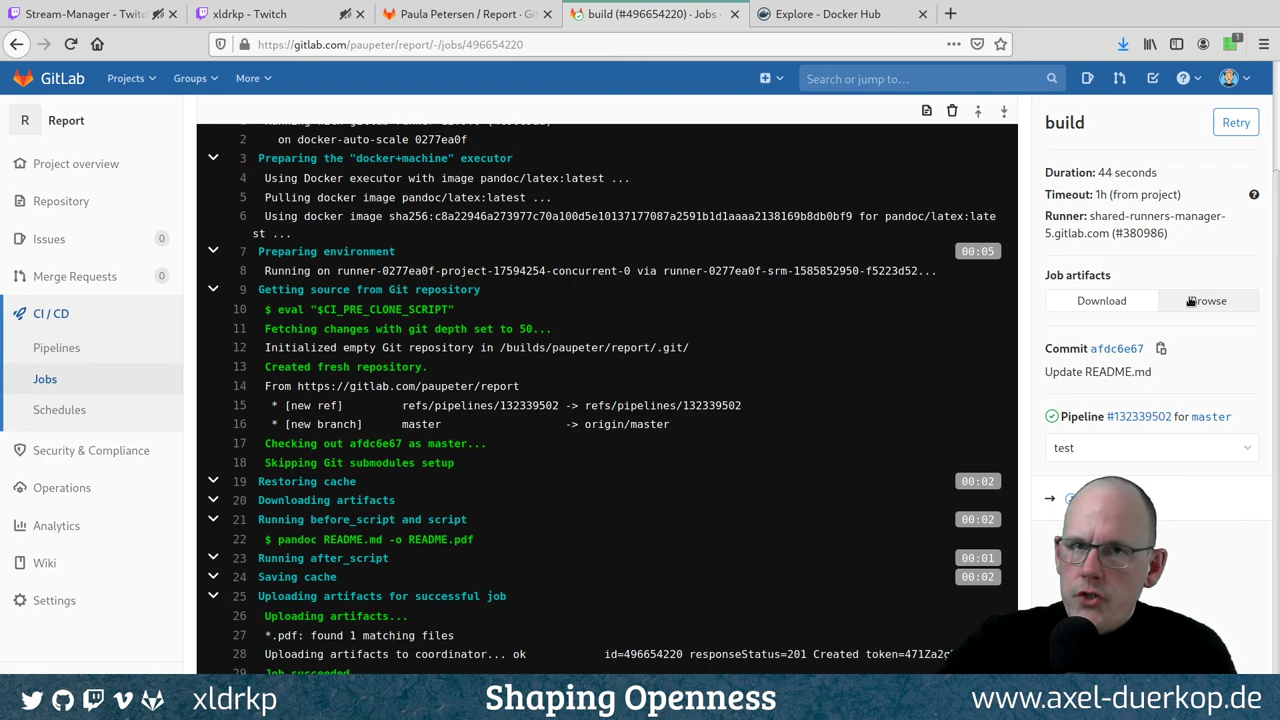 Stream-Manager - Twitch
xldrkp - Twitch
Paula Petersen / Report · Git
build (#496654220) · Jobs ·
Explore - Docker Hub
https://gitlab.com/paupeter/report/-/jobs/496654220
1
GitLab
Projects
Groups
More
Search or jump to…
R Report
Project overview
Repository
Issues 0
Merge Requests 0
CI / CD
Pipelines
Jobs
Schedules
Security & Compliance
Operations
Analytics
Wiki
Settings
2 on docker-auto-scale 0277ea0f
3 Preparing the "docker+machine" executor
4 Using Docker executor with image pandoc/latex:latest ...
5 Pulling docker image pandoc/latex:latest ...
6 Using docker image sha256:c8a22946a273977c70a100d5e10137177087a2591b1d1aaaa2138169b8db0bf9 for pandoc/latex:late
st ...
7 Preparing environment 00:05
8 Running on runner-0277ea0f-project-17594254-concurrent-0 via runner-0277ea0f-srm-1585852950-f5223d52...
9 Getting source from Git repository
10 $ eval "$CI_PRE_CLONE_SCRIPT"
11 Fetching changes with git depth set to 50...
12 Initialized empty Git repository in /builds/paupeter/report/.git/
13 Created fresh repository.
14 From https://gitlab.com/paupeter/report
15 * [new ref] refs/pipelines/132339502 -> refs/pipelines/132339502
16 * [new branch] master -> origin/master
17 Checking out afdc6e67 as master...
18 Skipping Git submodules setup
19 Restoring cache 00:02
20 Downloading artifacts
21 Running before_script and script 00:02
22 $ pandoc README.md -o README.pdf
23 Running after_script 00:01
24 Saving cache 00:02
25 Uploading artifacts for successful job
26 Uploading artifacts...
27 *.pdf: found 1 matching files
28 Uploading artifacts to coordinator... ok id=496654220 responseStatus=201 Created
29 Job succeeded
build
Retry
Duration: 44 seconds
Timeout: 1h (from project)
Runner: shared-runners-manager-
5.gitlab.com (#380986)
Job artifacts
Download
Browse
Commit afdc6e67
Update README.md
Pipeline #132339502 for master
test
xldrkp
Shaping Openness
www.axel-duerkop.de